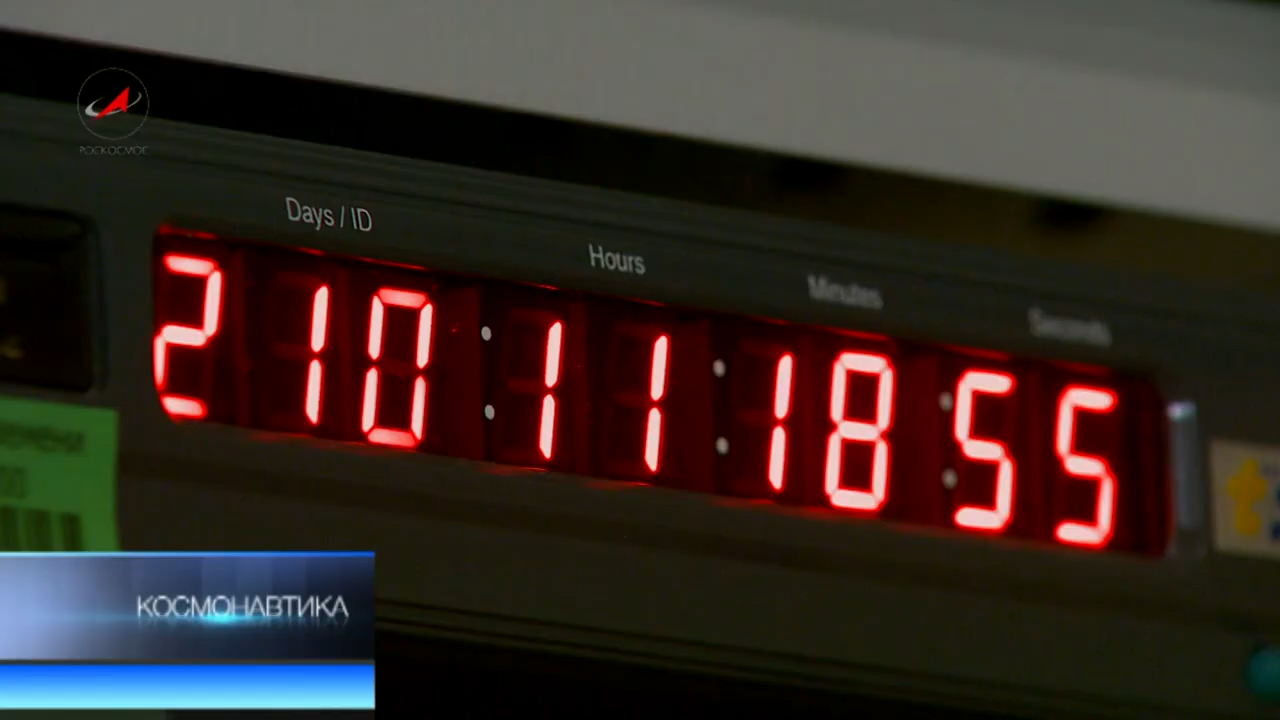 РОСКОСМОС
Days / ID
Hours
Minutes
Seconds
210:11:18:55
КОСМОНАВТИКА